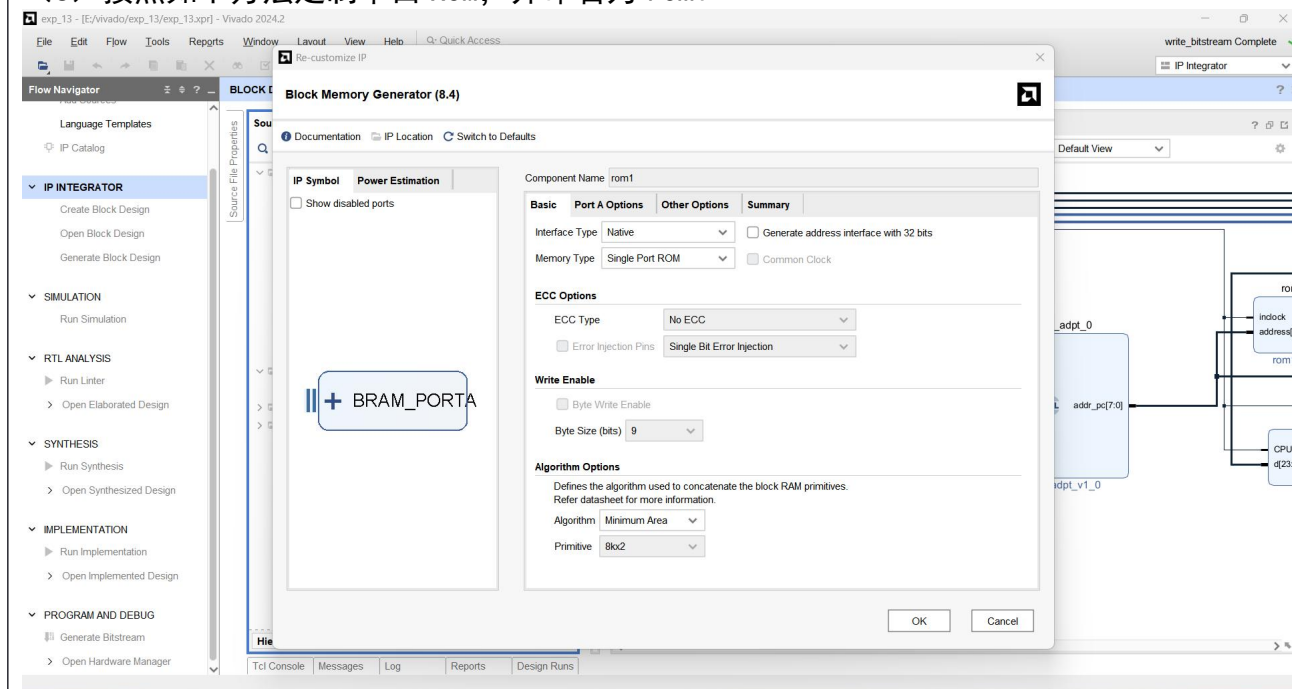 exp_13 - [E:/vivado/exp_13/exp_13.xpr] - Vivado 2024.2
File Edit Flow Tools Reports Window Layout View Help Q- Quick Access
write_bitstream Complete
Re-customize IP
IP Integrator
Flow Navigator
Block Memory Generator (8.4)
Language Templates
IP Catalog
Documentation IP Location Switch to Defaults
Source File Properties
Default View
IP INTEGRATOR
Create Block Design
Open Block Design
Generate Block Design
IP Symbol Power Estimation
Show disabled ports
BRAM_PORTA
Component Name rom1
Basic Port A Options Other Options Summary
Interface Type Native Generate address interface with 32 bits
Memory Type Single Port ROM Common Clock
ECC Options
ECC Type No ECC
Error Injection Pins Single Bit Error Injection
Write Enable
Byte Write Enable
Byte Size (bits) 9
Algorithm Options
Defines the algorithm used to concatenate the block RAM primitives.
Refer datasheet for more information.
Algorithm Minimum Area
Primitive 8kx2
OK Cancel
SIMULATION
Run Simulation
RTL ANALYSIS
Run Linter
Open Elaborated Design
SYNTHESIS
Run Synthesis
Open Synthesized Design
IMPLEMENTATION
Run Implementation
Open Implemented Design
PROGRAM AND DEBUG
Generate Bitstream
Open Hardware Manager
_adpt_0
addr_pc[7:0]
adpt_v1_0
inclock
address[
rom
CPU
d[23:
Hie
Tcl Console Messages Log Reports Design Runs